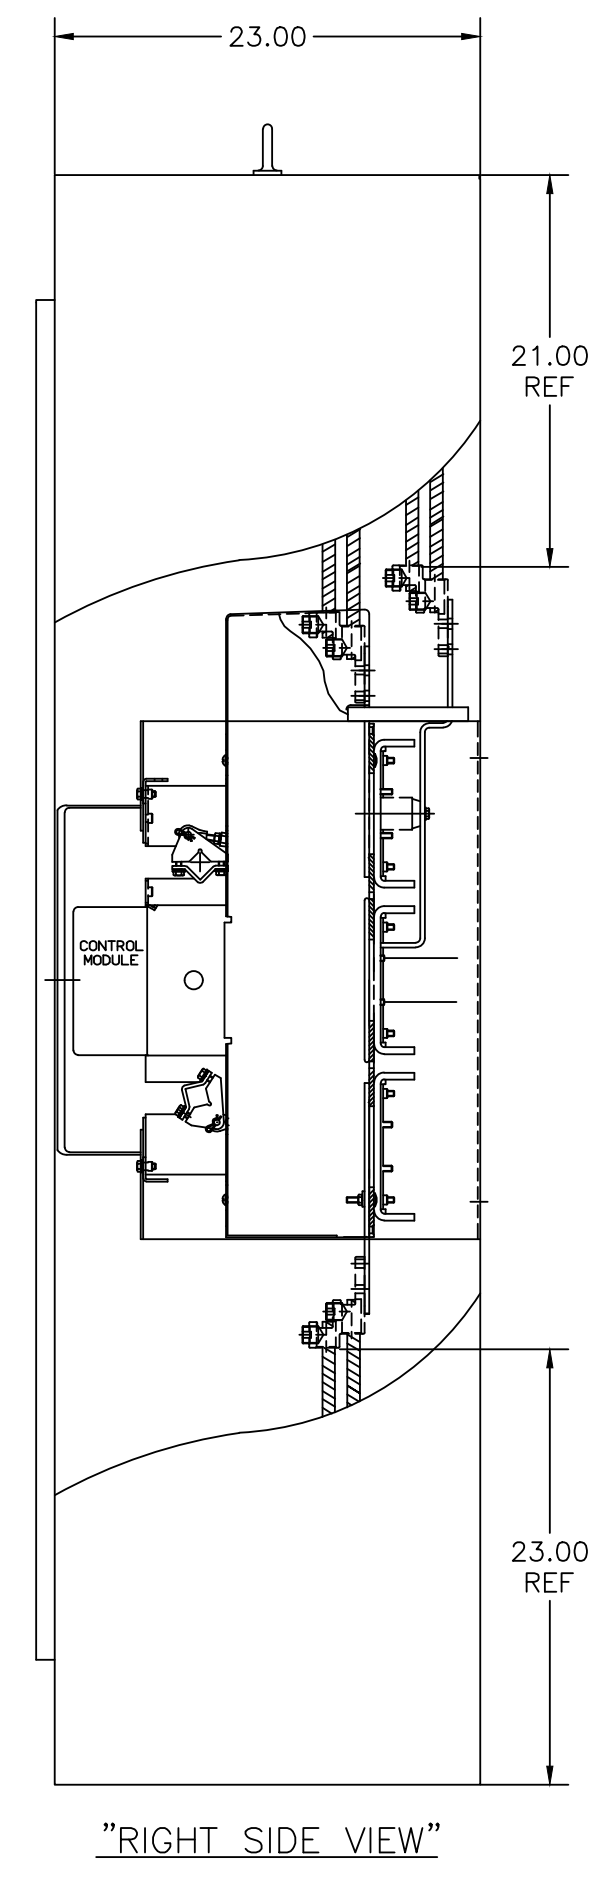 23.00
21.00
REF
CONTROL
MODULE
23.00
REF
"RIGHT SIDE VIEW"